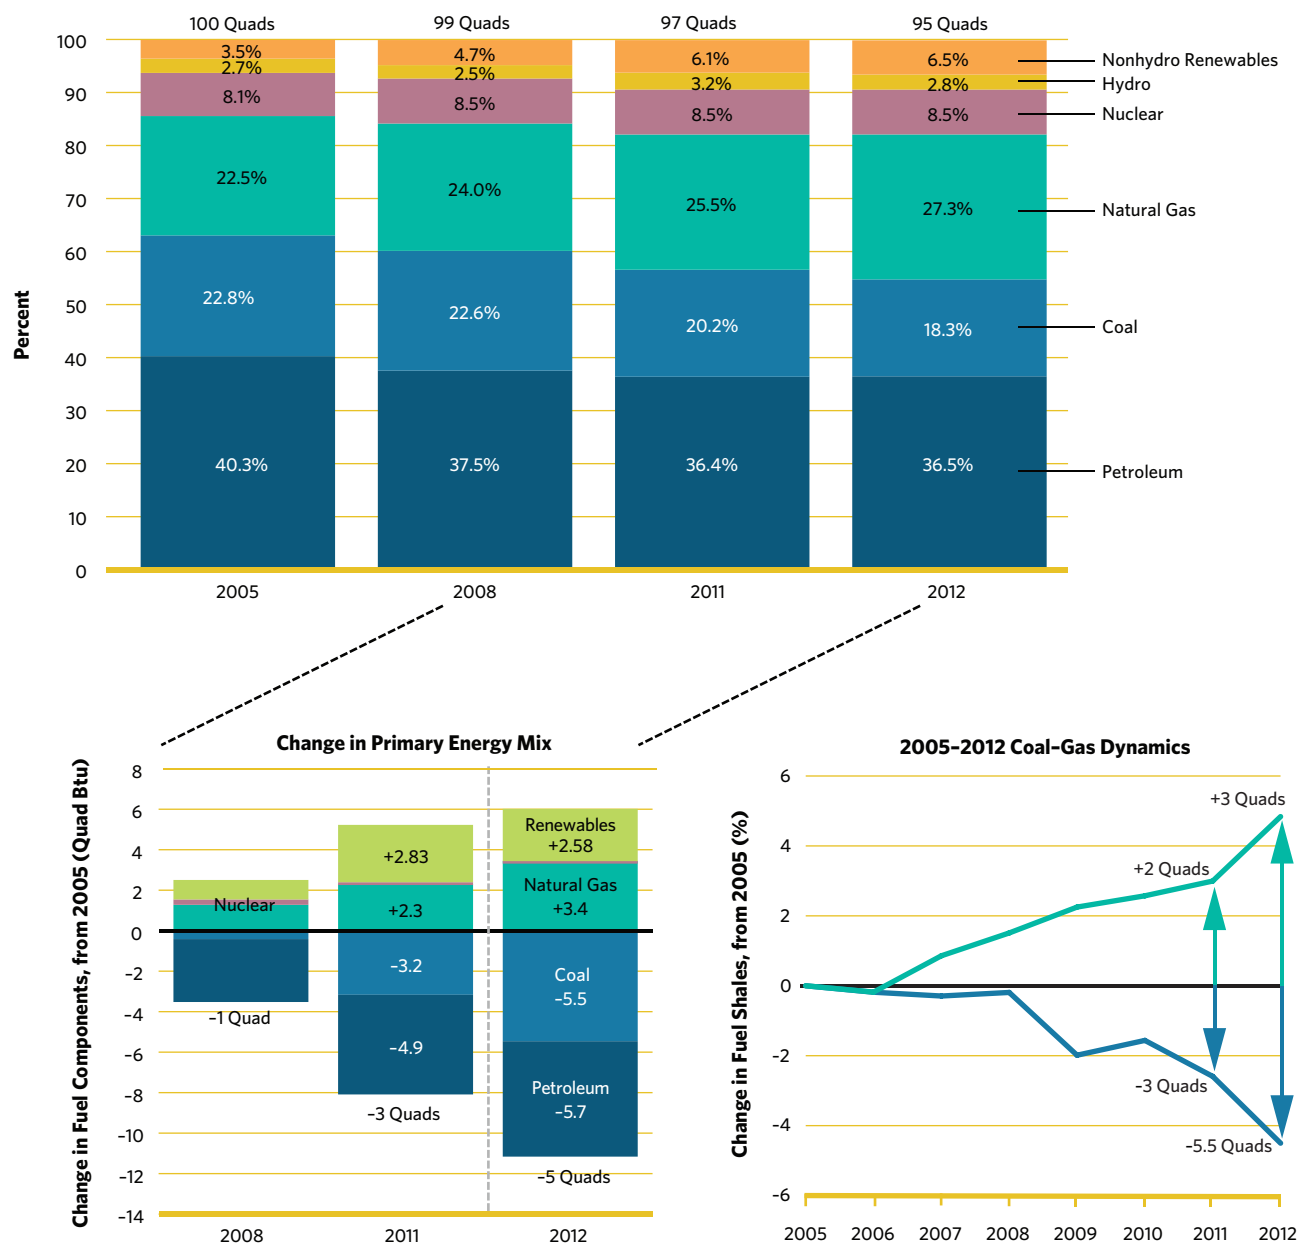 100 Quads
99 Quads
97 Quads
95 Quads
100
90
80
70
60
50
40
30
20
10
0
Percent
3.5%
2.7%
8.1%
22.5%
22.8%
40.3%
4.7%
2.5%
8.5%
24.0%
22.6%
37.5%
6.1%
3.2%
8.5%
25.5%
20.2%
36.4%
6.5%
2.8%
8.5%
27.3%
18.3%
36.5%
Nonhydro Renewables
Hydro
Nuclear
Natural Gas
Coal
Petroleum
2005
2008
2011
2012
Change in Primary Energy Mix
Change in Fuel Components, from 2005 (Quad Btu)
8
6
4
2
0
-2
-4
-6
-8
-10
-12
-14
Nuclear
-1 Quad
+2.83
+2.3
-3.2
-4.9
-3 Quads
Renewables
+2.58
Natural Gas
+3.4
Coal
-5.5
Petroleum
-5.7
-5 Quads
2008
2011
2012
2005-2012 Coal-Gas Dynamics
Change in Fuel Shales, from 2005 (%)
6
4
2
0
-2
-4
-6
+3 Quads
+2 Quads
-3 Quads
-5.5 Quads
2005
2006
2007
2008
2009
2010
2011
2012